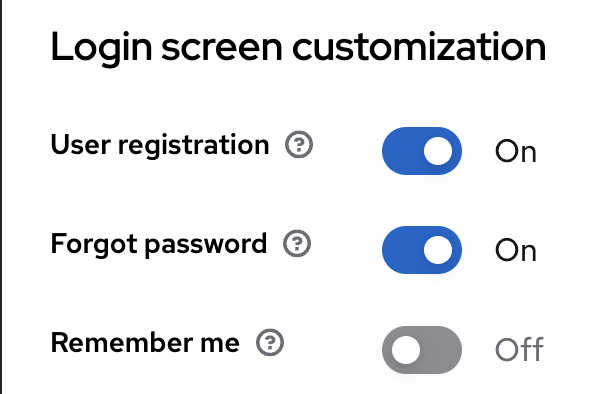 Login screen customization
User registration ? On
Forgot password ? On
Remember me ? Off